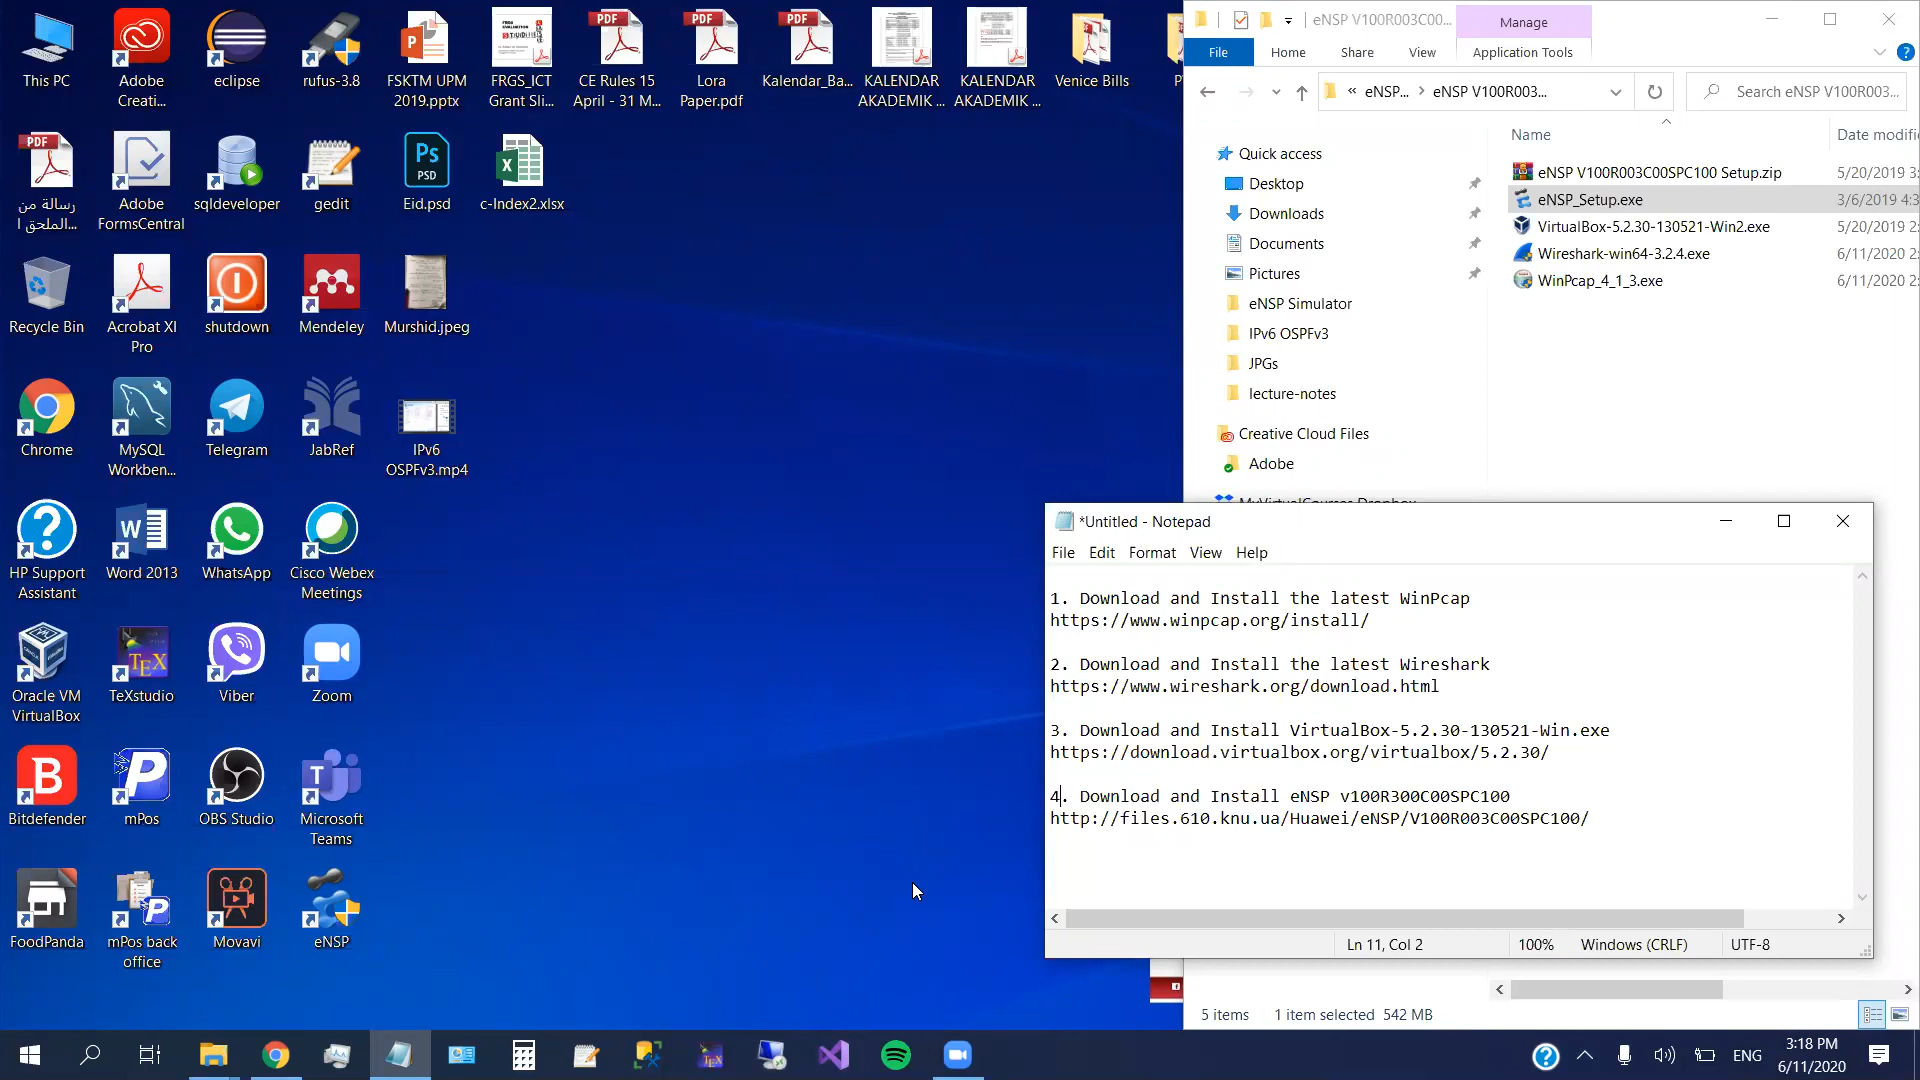 This PC
Adobe
Creati...
eclipse
rufus-3.8
FSKTM UPM
2019.pptx
FRGS_ICT
Grant Sli...
CE Rules 15
April - 31 M...
Lora
Paper.pdf
Kalendar_Ba...
KALENDAR
AKADEMIK ...
KALENDAR
AKADEMIK ...
Venice Bills
رسالة من
الملحق ا...
Adobe
FormsCentral
sqldeveloper
gedit
Eid.psd
c-Index2.xlsx
Recycle Bin
Acrobat XI
Pro
shutdown
Mendeley
Murshid.jpeg
Chrome
MySQL
Workben...
Telegram
JabRef
IPv6
OSPFv3.mp4
HP Support
Assistant
Word 2013
WhatsApp
Cisco Webex
Meetings
Oracle VM
VirtualBox
TeXstudio
Viber
Zoom
Bitdefender
mPos
OBS Studio
Microsoft
Teams
FoodPanda
mPos back
office
Movavi
eNSP
eNSP V100R003C00...
Manage
File Home Share View Application Tools
« eNSP... > eNSP V100R003...
Search eNSP V100R003...
Name
Date modifi
Quick access
Desktop
Downloads
Documents
Pictures
eNSP Simulator
IPv6 OSPFv3
JPGs
lecture-notes
Creative Cloud Files
Adobe
MyVirtualCourses Dropbox
eNSP V100R003C00SPC100 Setup.zip 5/20/2019 3:
eNSP_Setup.exe 3/6/2019 4:3
VirtualBox-5.2.30-130521-Win2.exe 5/20/2019 2:
Wireshark-win64-3.2.4.exe 6/11/2020 2:
WinPcap_4_1_3.exe 6/11/2020 2:
*Untitled - Notepad
File Edit Format View Help
1. Download and Install the latest WinPcap
https://www.winpcap.org/install/
2. Download and Install the latest Wireshark
https://www.wireshark.org/download.html
3. Download and Install VirtualBox-5.2.30-130521-Win.exe
https://download.virtualbox.org/virtualbox/5.2.30/
4. Download and Install eNSP v100R300C00SPC100
http://files.610.knu.ua/Huawei/eNSP/V100R003C00SPC100/
Ln 11, Col 2 100% Windows (CRLF) UTF-8
5 items 1 item selected 542 MB
ENG
3:18 PM
6/11/2020